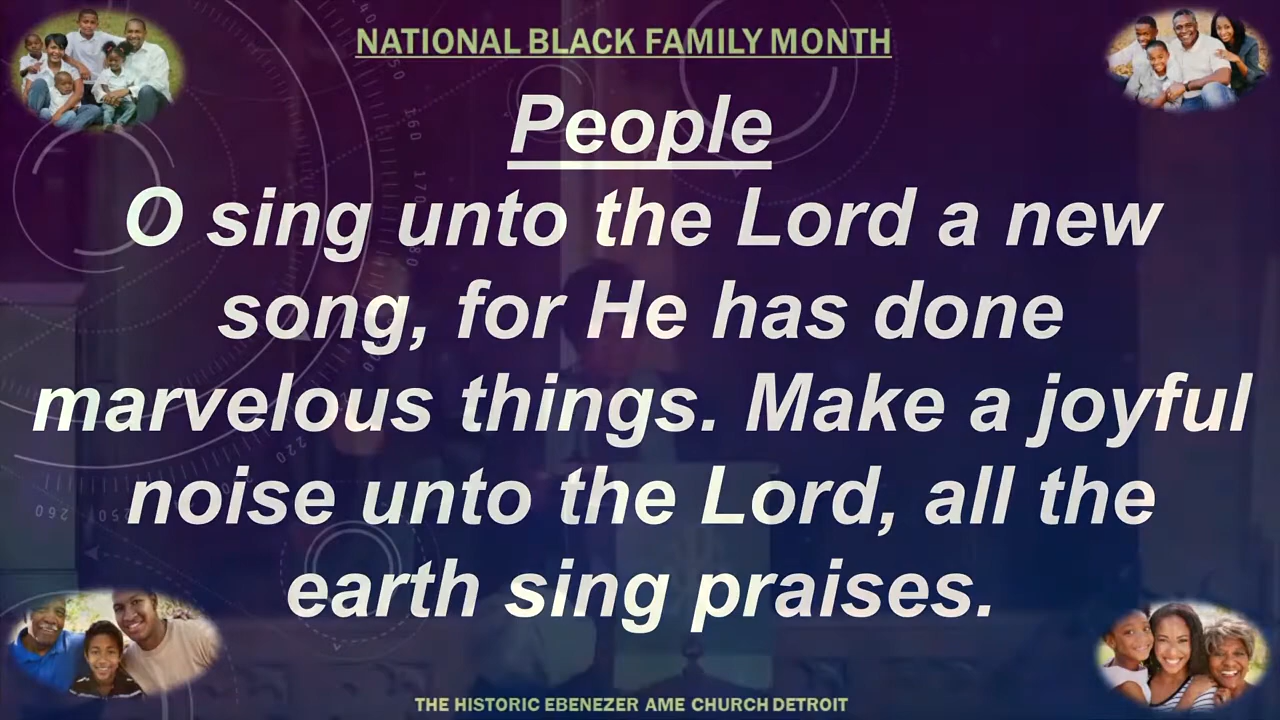 NATIONAL BLACK FAMILY MONTH
People
O sing unto the Lord a new
song, for He has done
marvelous things. Make a joyful
noise unto the Lord, all the
earth sing praises.
THE HISTORIC EBENEZER AME CHURCH DETROIT